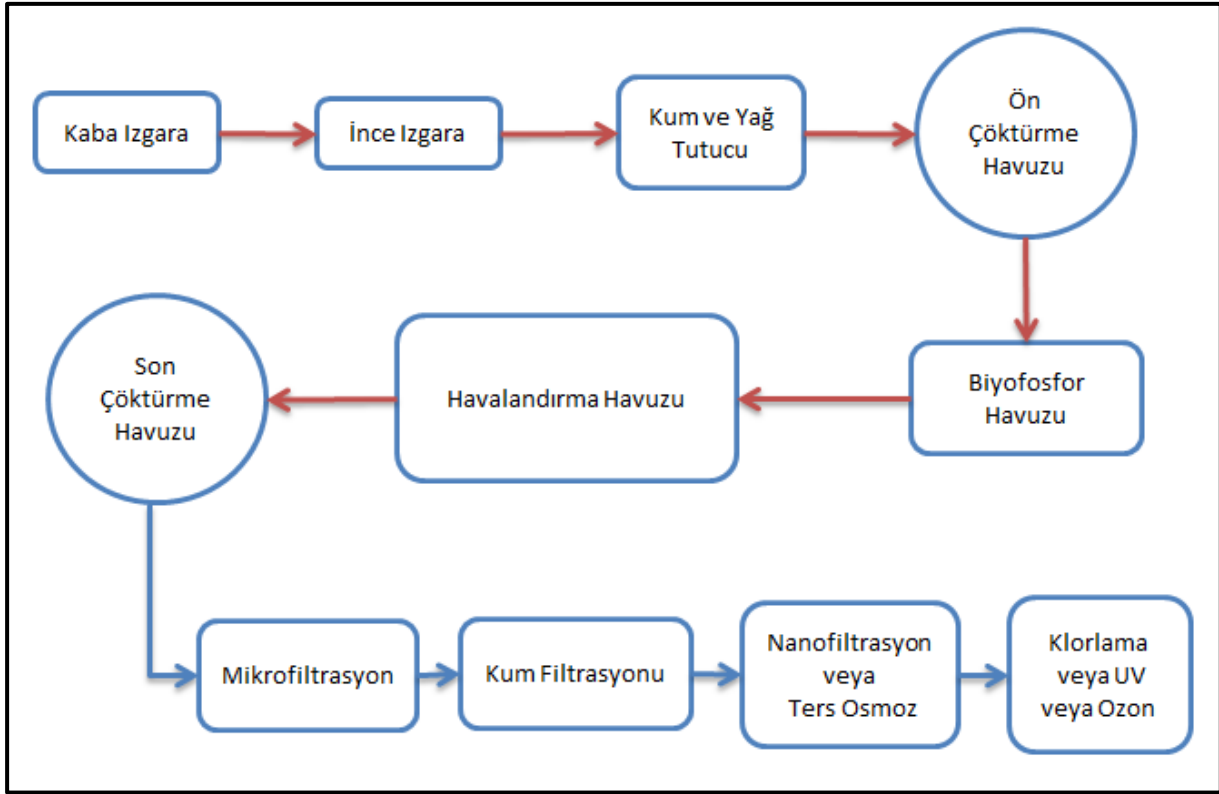 Kaba Izgara
İnce Izgara
Kum ve Yağ
Tutucu
Ön
Çöktürme
Havuzu
Biyofosfor
Havuzu
Havalandırma Havuzu
Son
Çöktürme
Havuzu
Mikrofiltrasyon
Kum Filtrasyonu
Nanofiltrasyon
veya
Ters Osmoz
Klorlama
veya UV
veya Ozon